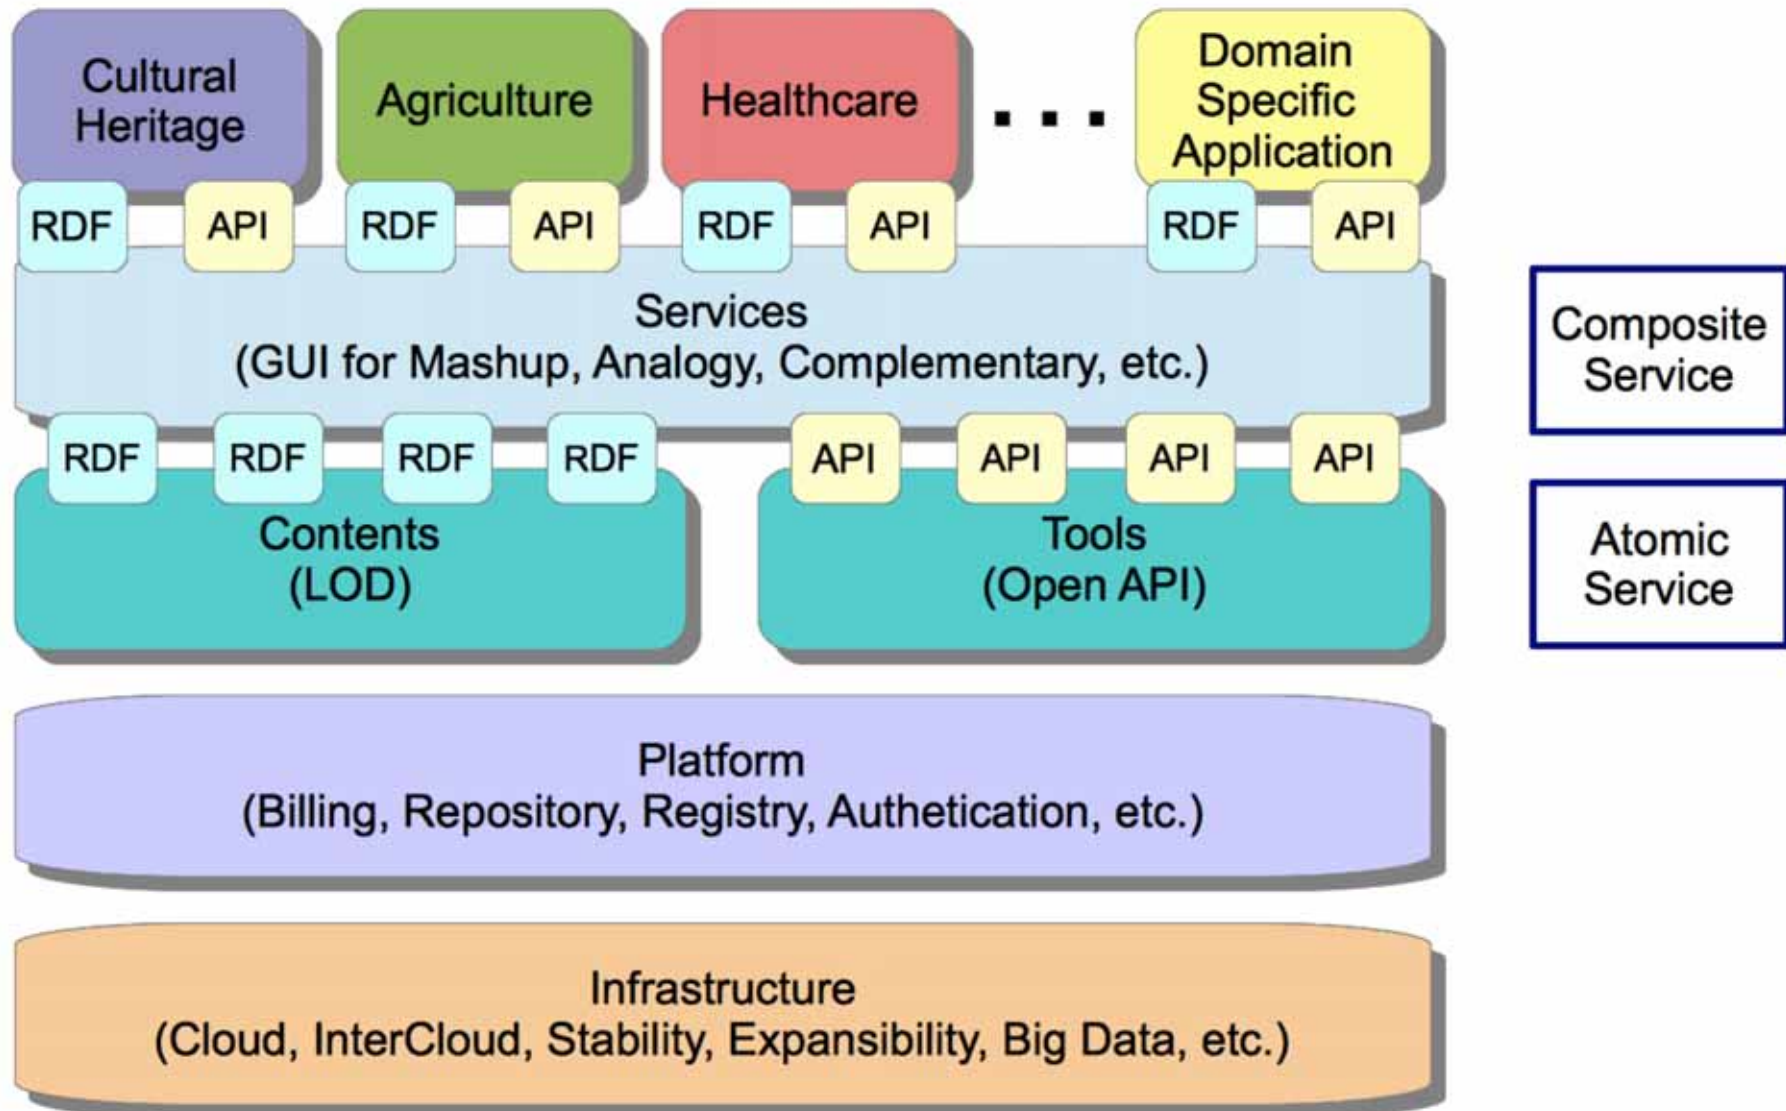 Cultural
Heritage
Agriculture
Healthcare
. . .
Domain
Specific
Application
RDF API RDF API RDF API RDF API
Services
(GUI for Mashup, Analogy, Complementary, etc.)
Composite
Service
RDF RDF RDF RDF API API API API
Contents
(LOD)
Tools
(Open API)
Atomic
Service
Platform
(Billing, Repository, Registry, Authetication, etc.)
Infrastructure
(Cloud, InterCloud, Stability, Expansibility, Big Data, etc.)